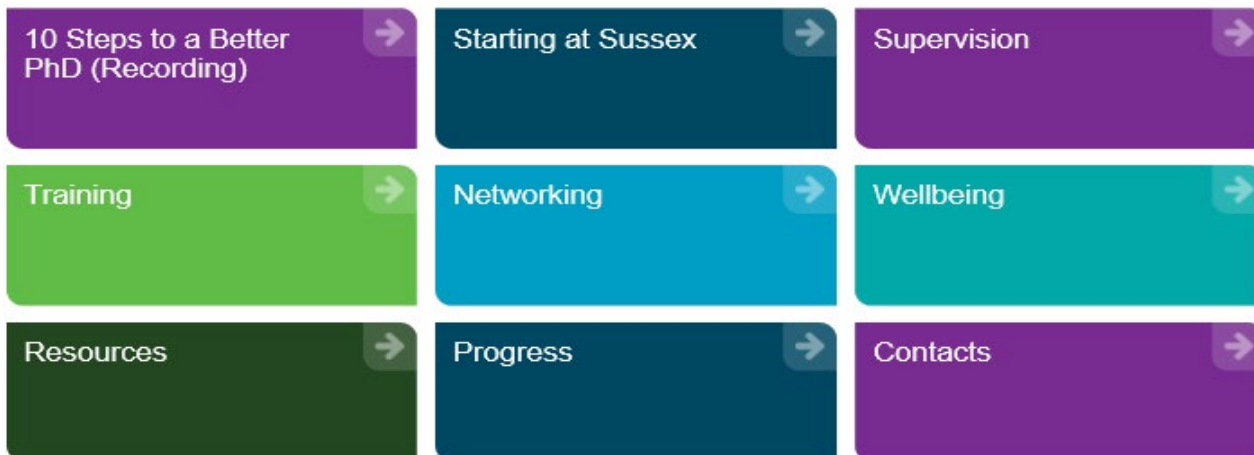 10 Steps to a Better
PhD (Recording)
Starting at Sussex
Supervision
Training
Networking
Wellbeing
Resources
Progress
Contacts